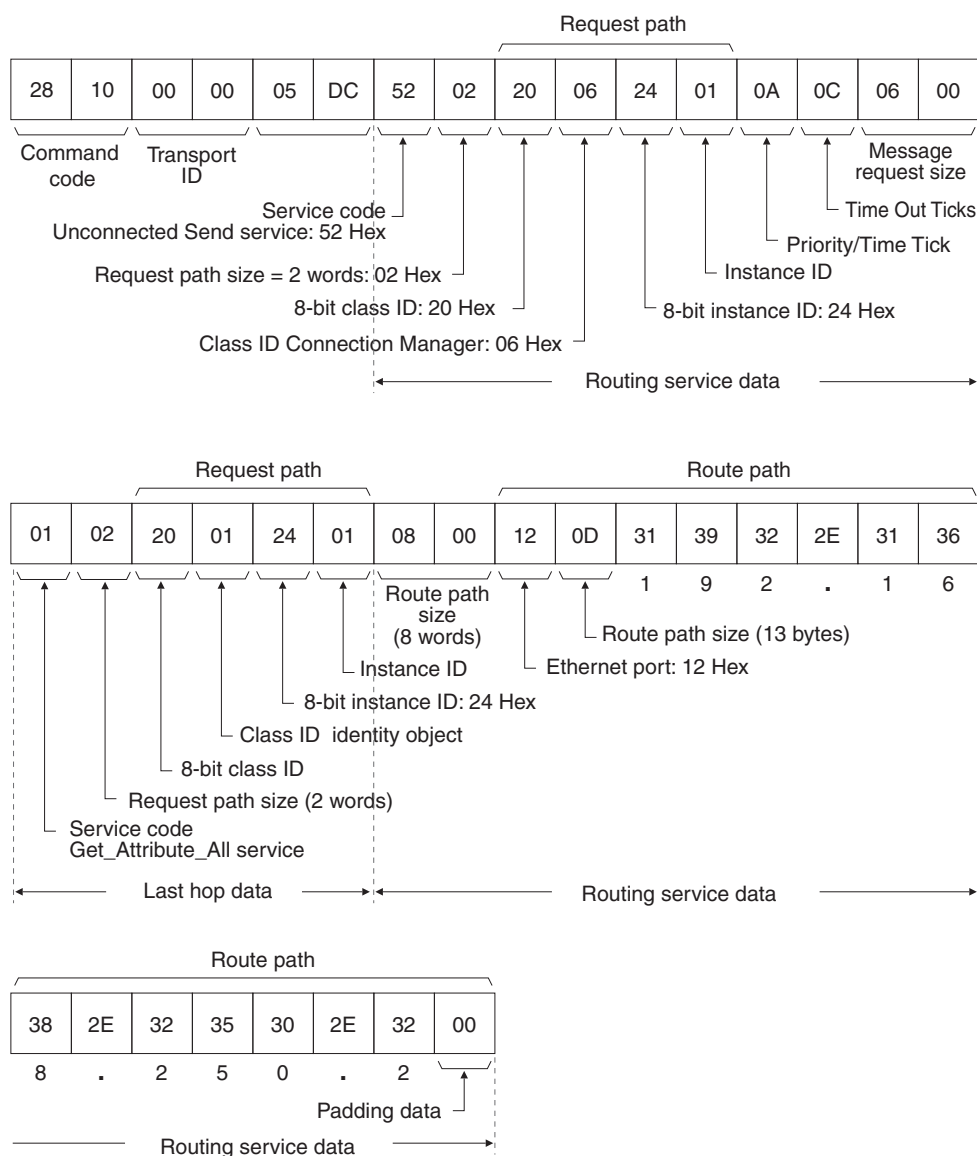 Request path
28 10 00 00 05 DC 52 02 20 06 24 01 0A 0C 06 00
Command code
Transport ID
Message request size
Service code
Unconnected Send service: 52 Hex
Time Out Ticks
Priority/Time Tick
Request path size = 2 words: 02 Hex
Instance ID
8-bit class ID: 20 Hex
8-bit instance ID: 24 Hex
Class ID Connection Manager: 06 Hex
Routing service data
Request path
Route path
01 02 20 01 24 01 08 00 12 0D 31 39 32 2E 31 36
1 9 2 . 1 6
Route path size (8 words)
Route path size (13 bytes)
Instance ID
Ethernet port: 12 Hex
8-bit instance ID: 24 Hex
Class ID identity object
8-bit class ID
Request path size (2 words)
Service code
Get_Attribute_All service
Last hop data
Routing service data
Route path
38 2E 32 35 30 2E 32 00
8 . 2 5 0 . 2
Padding data
Routing service data